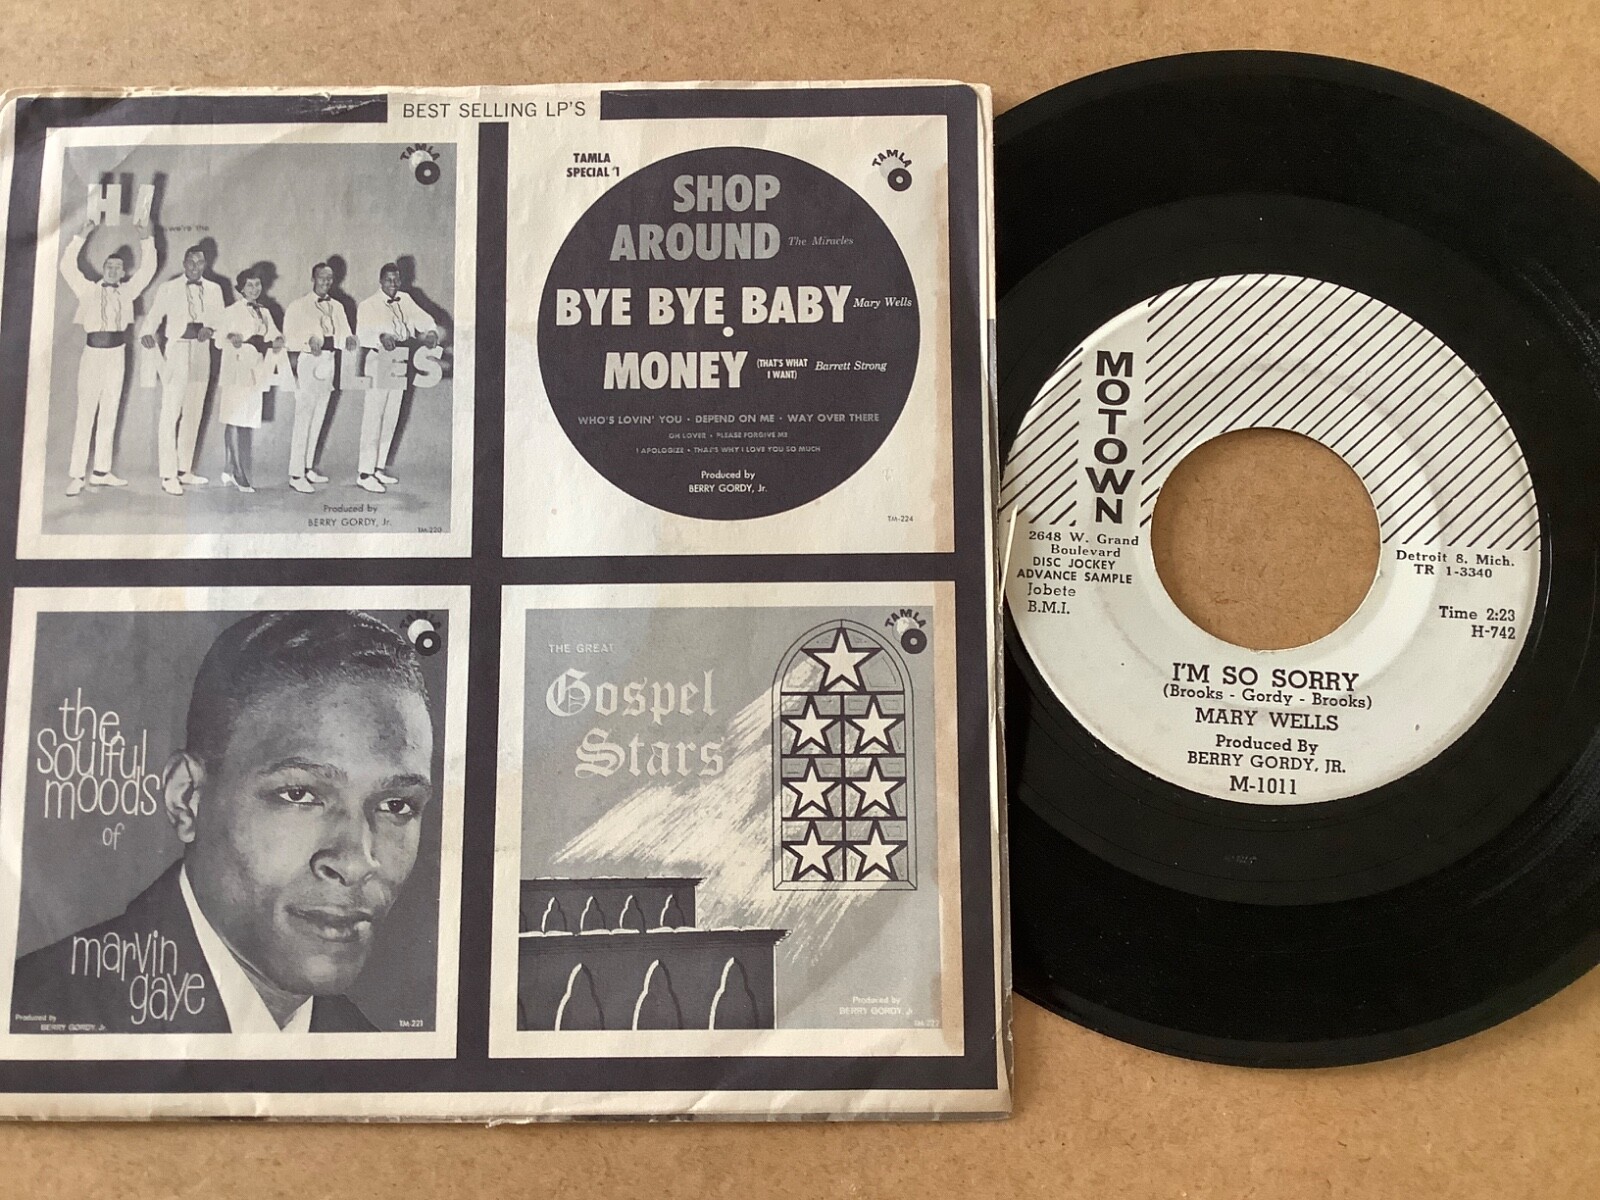 BEST SELLING LP'S
TAMLA
HI
we're the
MIRACLES
Produced by
BERRY GORDY, Jr.
TM-220
TAMLA
SPECIAL #1
TAMLA
SHOP
AROUND The Miracles
BYE BYE BABY Mary Wells
MONEY (THAT'S WHAT
I WANT) Barrett Strong
WHO'S LOVIN' YOU • DEPEND ON ME • WAY OVER THERE
OH LOVER • PLEASE FORGIVE ME
I APOLOGIZE • THAT'S WHY I LOVE YOU SO MUCH
Produced by
BERRY GORDY, Jr.
TM-224
TAMLA
the
soulful
moods
of
marvin
gaye
Produced by
BERRY GORDY, Jr.
TM-221
TAMLA
THE GREAT
Gospel
Stars
Produced by
BERRY GORDY, Jr
TM-222
MOTOWN
2648 W. Grand
Boulevard
DISC JOCKEY
ADVANCE SAMPLE
Jobete
B.M.I.
Detroit 8, Mich.
TR 1-3340
Time 2:23
H-742
I'M SO SORRY
(Brooks - Gordy - Brooks)
MARY WELLS
Produced By
BERRY GORDY, JR.
M-1011